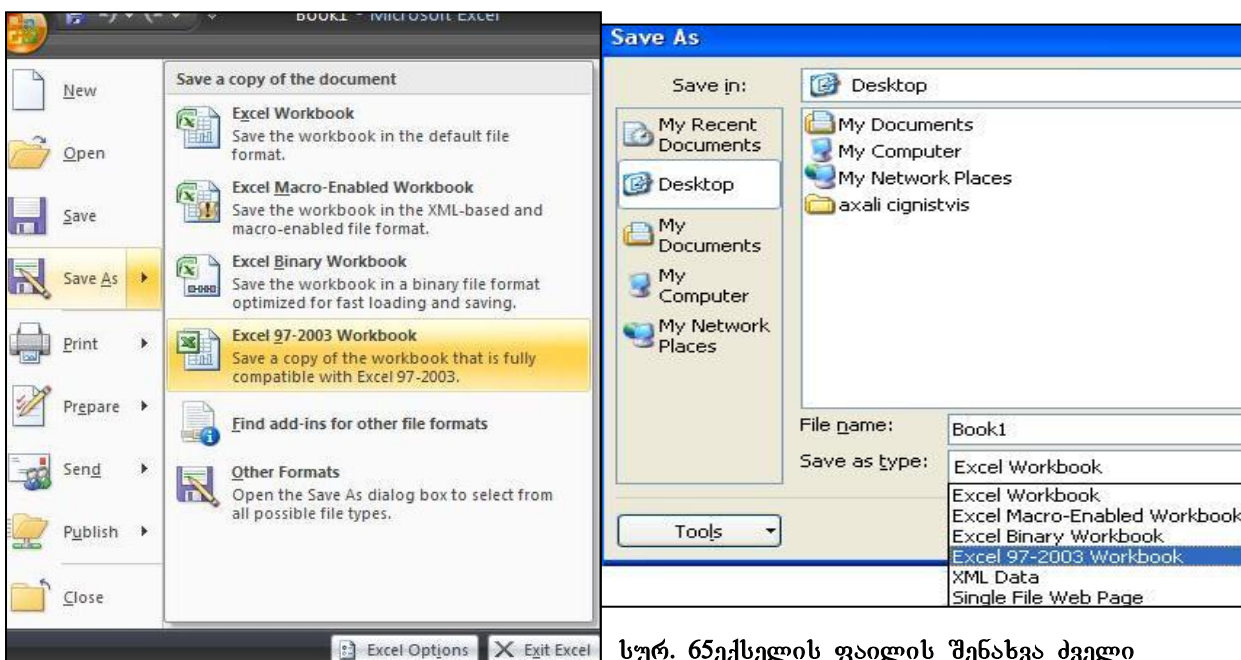 Book1 - Microsoft Excel
New
Open
Save
Save As
Print
Prepare
Send
Publish
Close
Save a copy of the document
Excel Workbook
Save the workbook in the default file
format.
Excel Macro-Enabled Workbook
Save the workbook in the XML-based and
macro-enabled file format.
Excel Binary Workbook
Save the workbook in a binary file format
optimized for fast loading and saving.
Excel 97-2003 Workbook
Save a copy of the workbook that is fully
compatible with Excel 97-2003.
Find add-ins for other file formats
Other Formats
Open the Save As dialog box to select from
all possible file types.
Excel Options
Exit Excel
Save As
Save in:
Desktop
My Recent
Documents
Desktop
My
Documents
My
Computer
My Network
Places
My Documents
My Computer
My Network Places
axali cignistvis
File name:
Book1
Save as type:
Excel Workbook
Excel Workbook
Excel Macro-Enabled Workbook
Excel Binary Workbook
Excel 97-2003 Workbook
XML Data
Single File Web Page
Tools
სურ. 65ექსელის ფაილის შენახვა ძველი